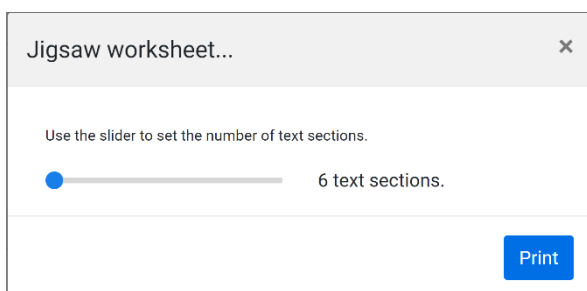 Jigsaw worksheet...
×
Use the slider to set the number of text sections.
6 text sections.
Print